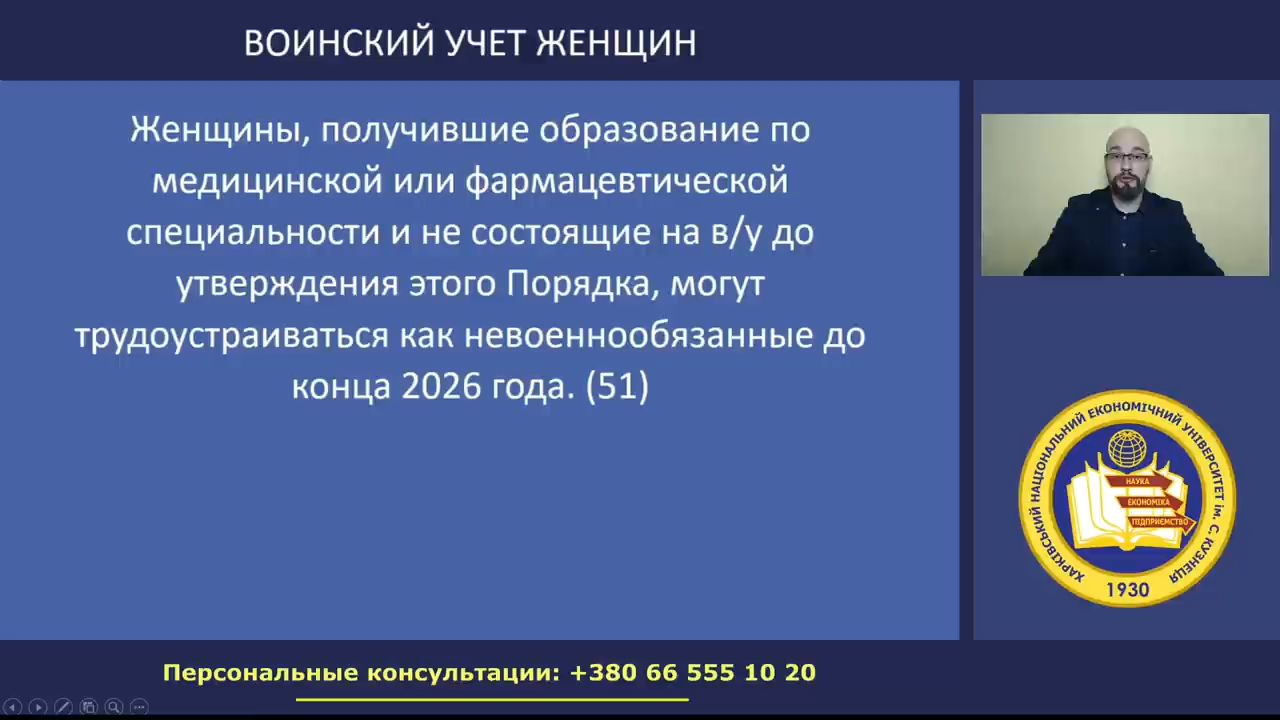 ВОИНСКИЙ УЧЕТ ЖЕНЩИН
Женщины, получившие образование по
медицинской или фармацевтической
специальности и не состоящие на в/у до
утверждения этого Порядка, могут
трудоустраиваться как невоеннообязанные до
конца 2026 года. (51)
ХАРКІВСЬКИЙ НАЦІОНАЛЬНИЙ ЕКОНОМІЧНИЙ УНІВЕРСИТЕТ ім. С. КУЗНЕЦЯ
НАУКА
ЕКОНОМІКА
ПІДПРИЄМСТВО
1930
Персональные консультации: +380 66 555 10 20